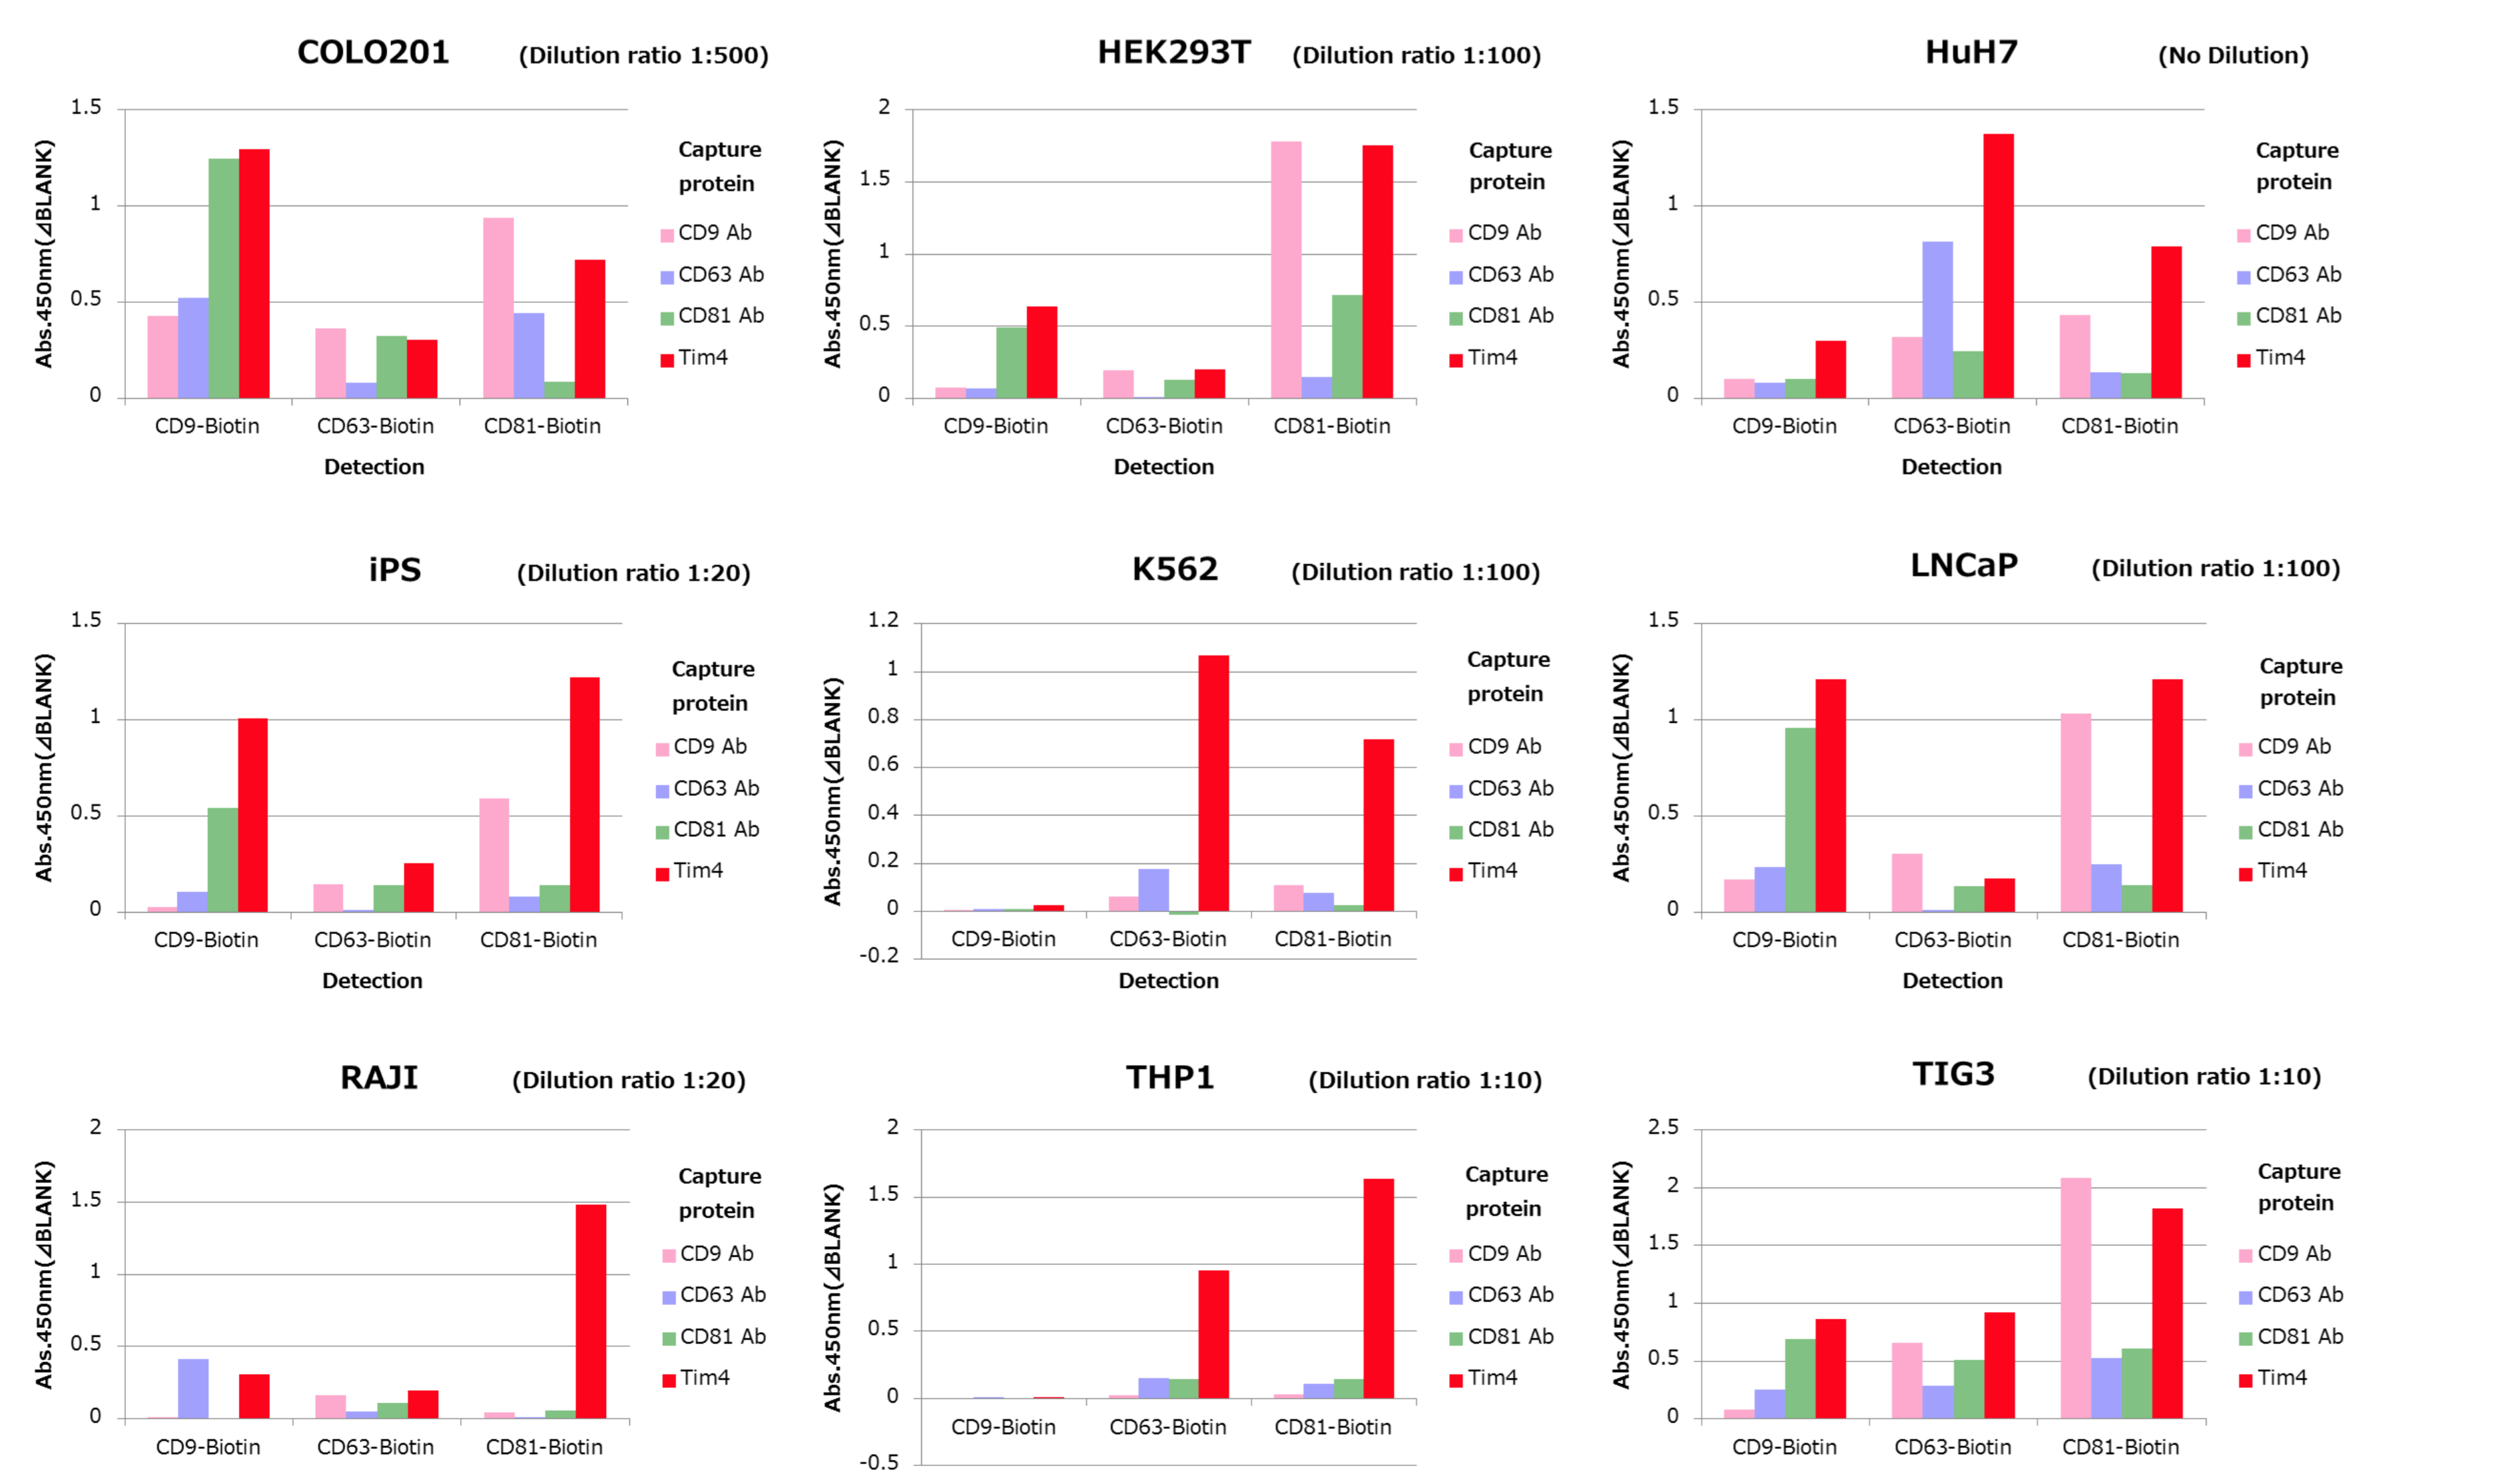 COLO201 (Dilution ratio 1:500)
1.5
1
0.5
0
Abs.450nm(⊿BLANK)
CD9-Biotin CD63-Biotin CD81-Biotin
Detection
Capture
protein
CD9 Ab
CD63 Ab
CD81 Ab
Tim4
HEK293T (Dilution ratio 1:100)
2
1.5
1
0.5
0
Abs.450nm(⊿BLANK)
CD9-Biotin CD63-Biotin CD81-Biotin
Detection
Capture
protein
CD9 Ab
CD63 Ab
CD81 Ab
Tim4
HuH7 (No Dilution)
1.5
1
0.5
0
Abs.450nm(⊿BLANK)
CD9-Biotin CD63-Biotin CD81-Biotin
Detection
Capture
protein
CD9 Ab
CD63 Ab
CD81 Ab
Tim4
iPS (Dilution ratio 1:20)
1.5
1
0.5
0
Abs.450nm(⊿BLANK)
CD9-Biotin CD63-Biotin CD81-Biotin
Detection
Capture
protein
CD9 Ab
CD63 Ab
CD81 Ab
Tim4
K562 (Dilution ratio 1:100)
1.2
1
0.8
0.6
0.4
0.2
0
-0.2
Abs.450nm(⊿BLANK)
CD9-Biotin CD63-Biotin CD81-Biotin
Detection
Capture
protein
CD9 Ab
CD63 Ab
CD81 Ab
Tim4
LNCaP (Dilution ratio 1:100)
1.5
1
0.5
0
Abs.450nm(⊿BLANK)
CD9-Biotin CD63-Biotin CD81-Biotin
Detection
Capture
protein
CD9 Ab
CD63 Ab
CD81 Ab
Tim4
RAJI (Dilution ratio 1:20)
2
1.5
1
0.5
0
Abs.450nm(⊿BLANK)
CD9-Biotin CD63-Biotin CD81-Biotin
Capture
protein
CD9 Ab
CD63 Ab
CD81 Ab
Tim4
THP1 (Dilution ratio 1:10)
2
1.5
1
0.5
0
-0.5
Abs.450nm(⊿BLANK)
CD9-Biotin CD63-Biotin CD81-Biotin
Capture
protein
CD9 Ab
CD63 Ab
CD81 Ab
Tim4
TIG3 (Dilution ratio 1:10)
2.5
2
1.5
1
0.5
0
Abs.450nm(⊿BLANK)
CD9-Biotin CD63-Biotin CD81-Biotin
Capture
protein
CD9 Ab
CD63 Ab
CD81 Ab
Tim4